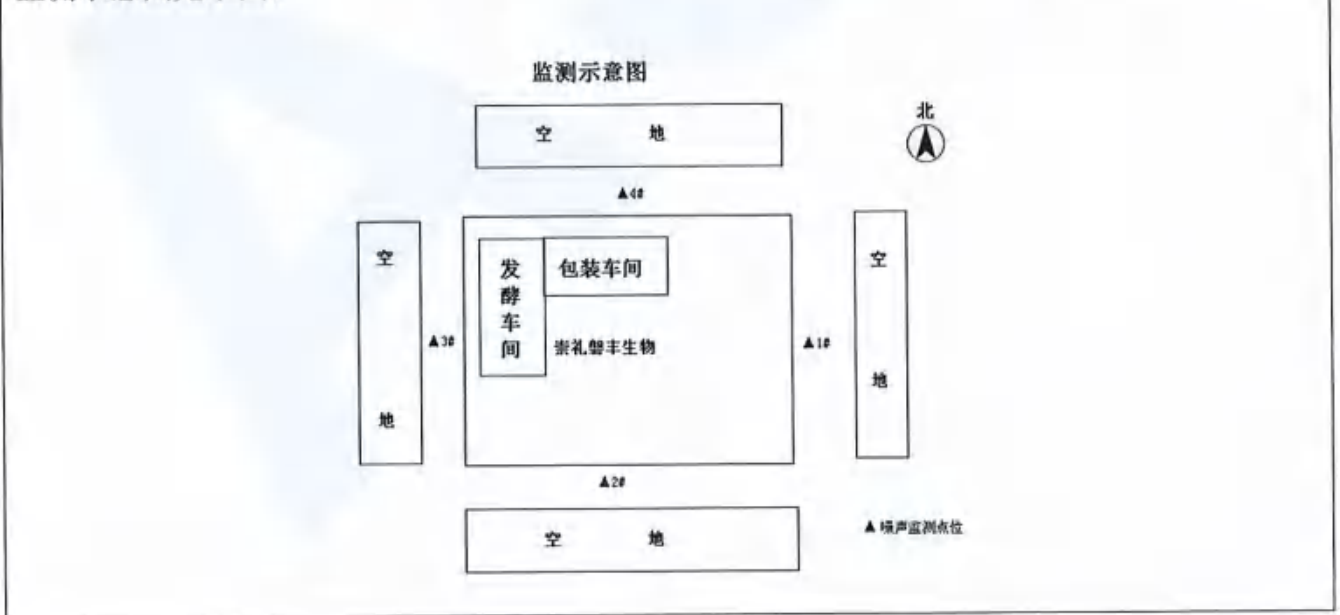 监测示意图
北
空 地
▲4#
空 地
发酵车间
包装车间
空 地
▲3#
崇礼磐丰生物
▲1#
▲2#
空 地
▲ 噪声监测点位